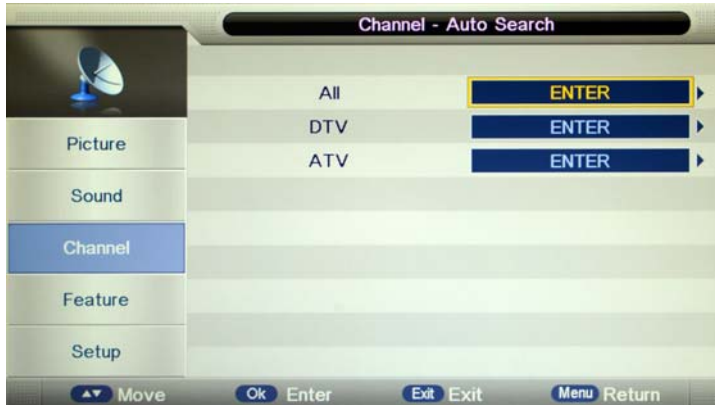 Channel - Auto Search
All ENTER
DTV ENTER
ATV ENTER
Picture
Sound
Channel
Feature
Setup
Move Ok Enter Exit Exit Menu Return